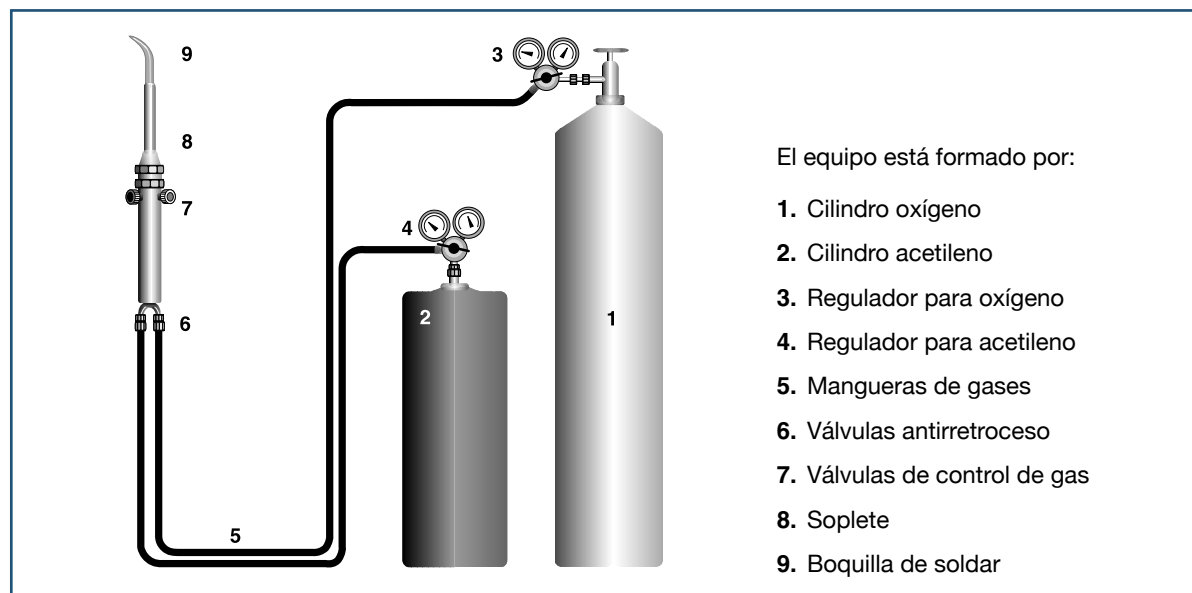 9
3
8
7
4
6
2
1
5
El equipo está formado por:
1. Cilindro oxígeno
2. Cilindro acetileno
3. Regulador para oxígeno
4. Regulador para acetileno
5. Mangueras de gases
6. Válvulas antirretroceso
7. Válvulas de control de gas
8. Soplete
9. Boquilla de soldar